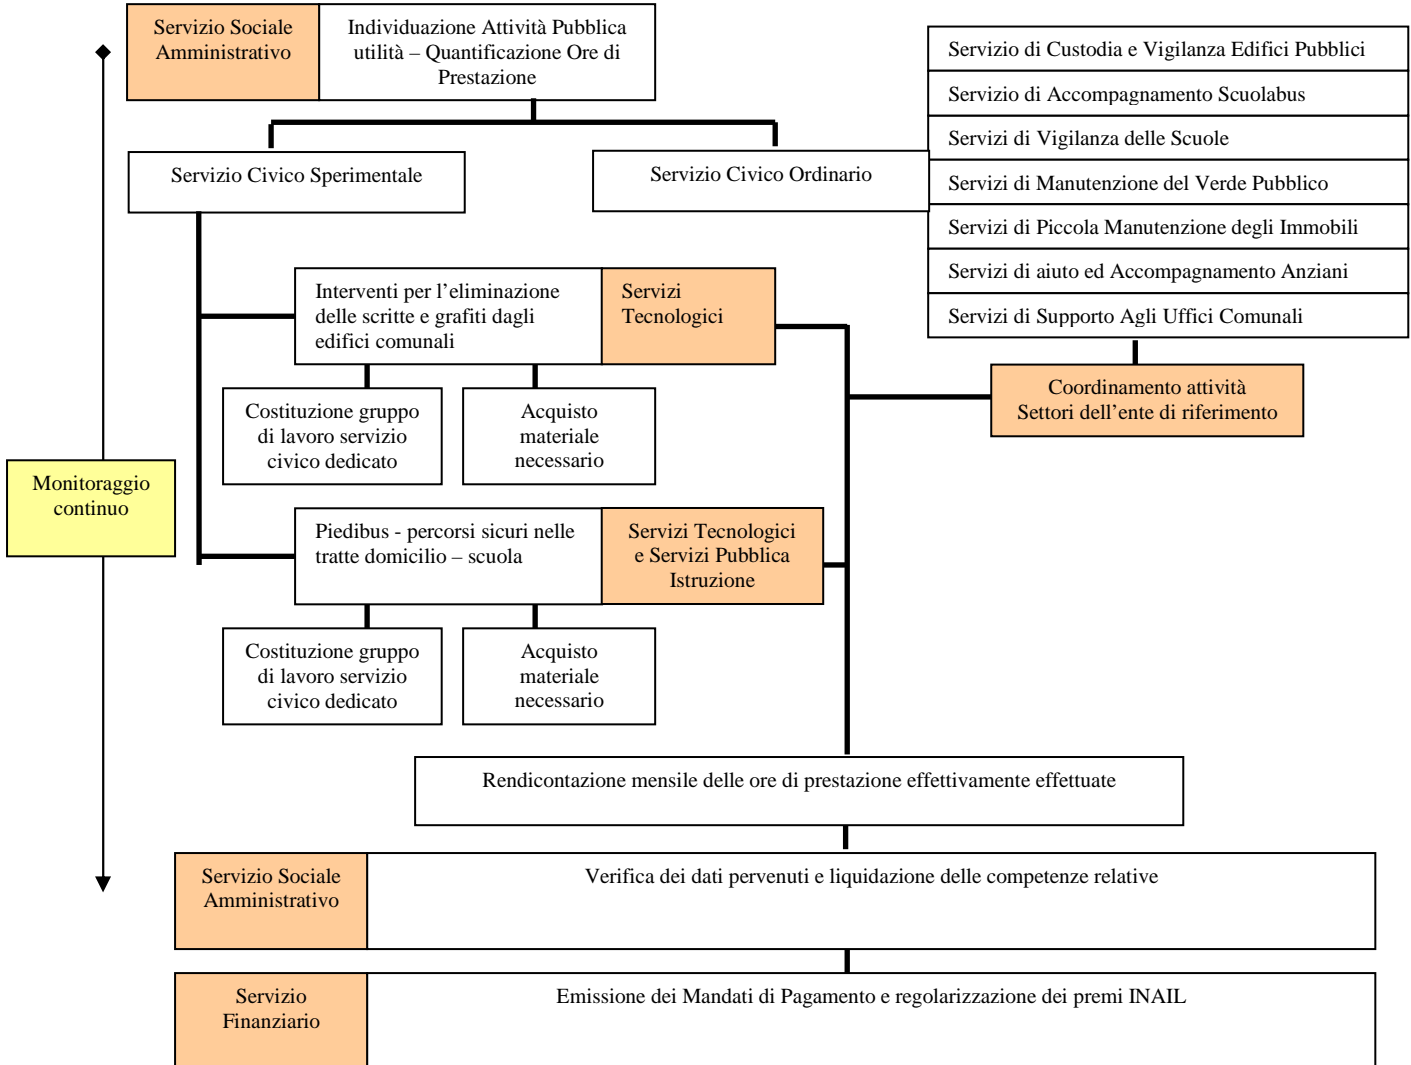 Servizio Sociale
Amministrativo
Individuazione Attività Pubblica
utilità – Quantificazione Ore di
Prestazione
Servizio di Custodia e Vigilanza Edifici Pubblici
Servizio di Accompagnamento Scuolabus
Servizi di Vigilanza delle Scuole
Servizi di Manutenzione del Verde Pubblico
Servizi di Piccola Manutenzione degli Immobili
Servizi di aiuto ed Accompagnamento Anziani
Servizi di Supporto Agli Uffici Comunali
Servizio Civico Sperimentale
Servizio Civico Ordinario
Interventi per l’eliminazione
delle scritte e grafiti dagli
edifici comunali
Servizi
Tecnologici
Coordinamento attività
Settori dell’ente di riferimento
Costituzione gruppo
di lavoro servizio
civico dedicato
Acquisto
materiale
necessario
Monitoraggio
continuo
Piedibus - percorsi sicuri nelle
tratte domicilio – scuola
Servizi Tecnologici
e Servizi Pubblica
Istruzione
Costituzione gruppo
di lavoro servizio
civico dedicato
Acquisto
materiale
necessario
Rendicontazione mensile delle ore di prestazione effettivamente effettuate
Servizio Sociale
Amministrativo
Verifica dei dati pervenuti e liquidazione delle competenze relative
Servizio
Finanziario
Emissione dei Mandati di Pagamento e regolarizzazione dei premi INAIL